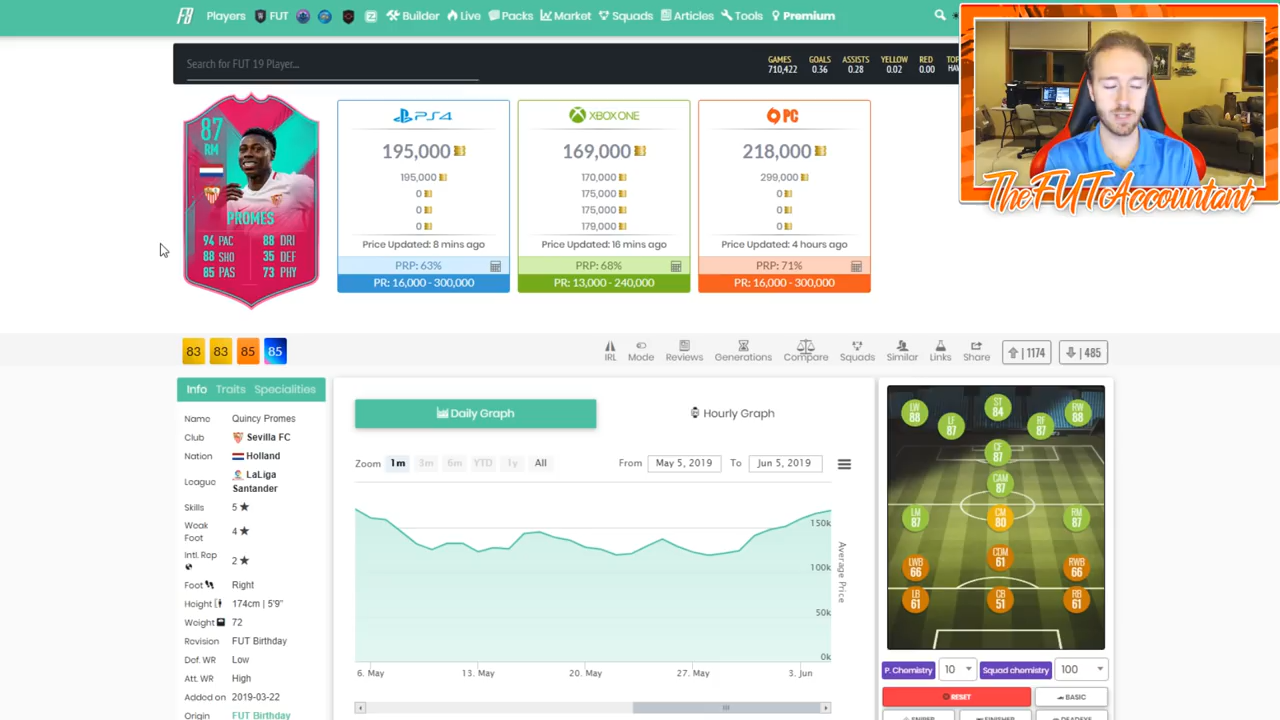 F8 Players FUT Z Builder Live Packs Market Squads Articles Tools Premium
Search for FUT 19 Player...
GAMES GOALS ASSISTS YELLOW RED
710,422 0.36 0.28 0.02 0.00
87
RM
PROMES
94 PAC 88 DRI
88 SHO 35 DEF
85 PAS 73 PHY
PS4
195,000
195,000
0
0
0
Price Updated: 8 mins ago
PRP: 63%
PR: 16,000 - 300,000
XBOX ONE
169,000
170,000
175,000
175,000
179,000
Price Updated: 16 mins ago
PRP: 68%
PR: 13,000 - 240,000
PC
218,000
299,000
0
0
0
Price Updated: 4 hours ago
PRP: 71%
PR: 16,000 - 300,000
TheFUTAccountant
83 83 85 85
IRL Mode Reviews Generations Compare Squads Similar Links Share 1174 485
Info Traits Specialities
Name Quincy Promes
Club Sevilla FC
Nation Holland
League LaLiga Santander
Skills 5
Weak Foot 4
Intl. Rep 2
Foot Right
Height 174cm | 5'9"
Weight 72
Revision FUT Birthday
Def. WR Low
Att. WR High
Added on 2019-03-22
Origin FUT Birthday
Daily Graph Hourly Graph
Zoom 1m 3m 6m YTD 1y All From May 5, 2019 To Jun 5, 2019
150k
100k
50k
0k
Average Price
6. May 13. May 20. May 27. May 3. Jun
LW 88 ST 84 RW 88
LF 87 RF 87
CF 87
CAM 87
LM 87 CM 80 RM 87
LWB 66 CDM 61 RWB 66
LB 61 CB 51 RB 61
P. Chemistry 10 Squad chemistry 100
RESET BASIC
SNIPER FINISHER DEADEYE